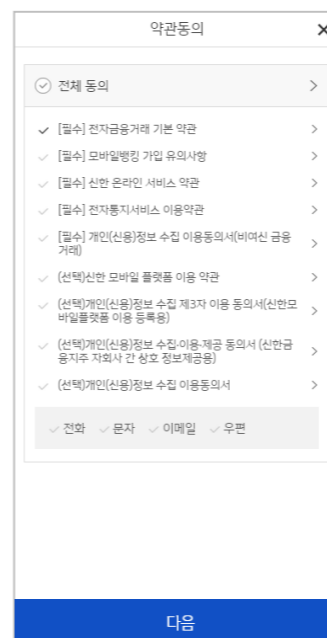 약관동의
전체 동의
[필수] 전자금융거래 기본 약관
[필수] 모바일뱅킹 가입 유의사항
[필수] 신한 온라인 서비스 약관
[필수] 전자통지서비스 이용약관
[필수] 개인(신용)정보 수집 이용동의서(비여신 금융
거래)
(선택)신한 모바일 플랫폼 이용 약관
(선택)개인(신용)정보 수집 제3자 이용 동의서(신한모
바일플랫폼 이용 등록용)
(선택)개인(신용)정보 수집·이용·제공 동의서 (신한금
융지주 자회사 간 상호 정보제공용)
(선택)개인(신용)정보 수집 이용동의서
전화 문자 이메일 우편
다음